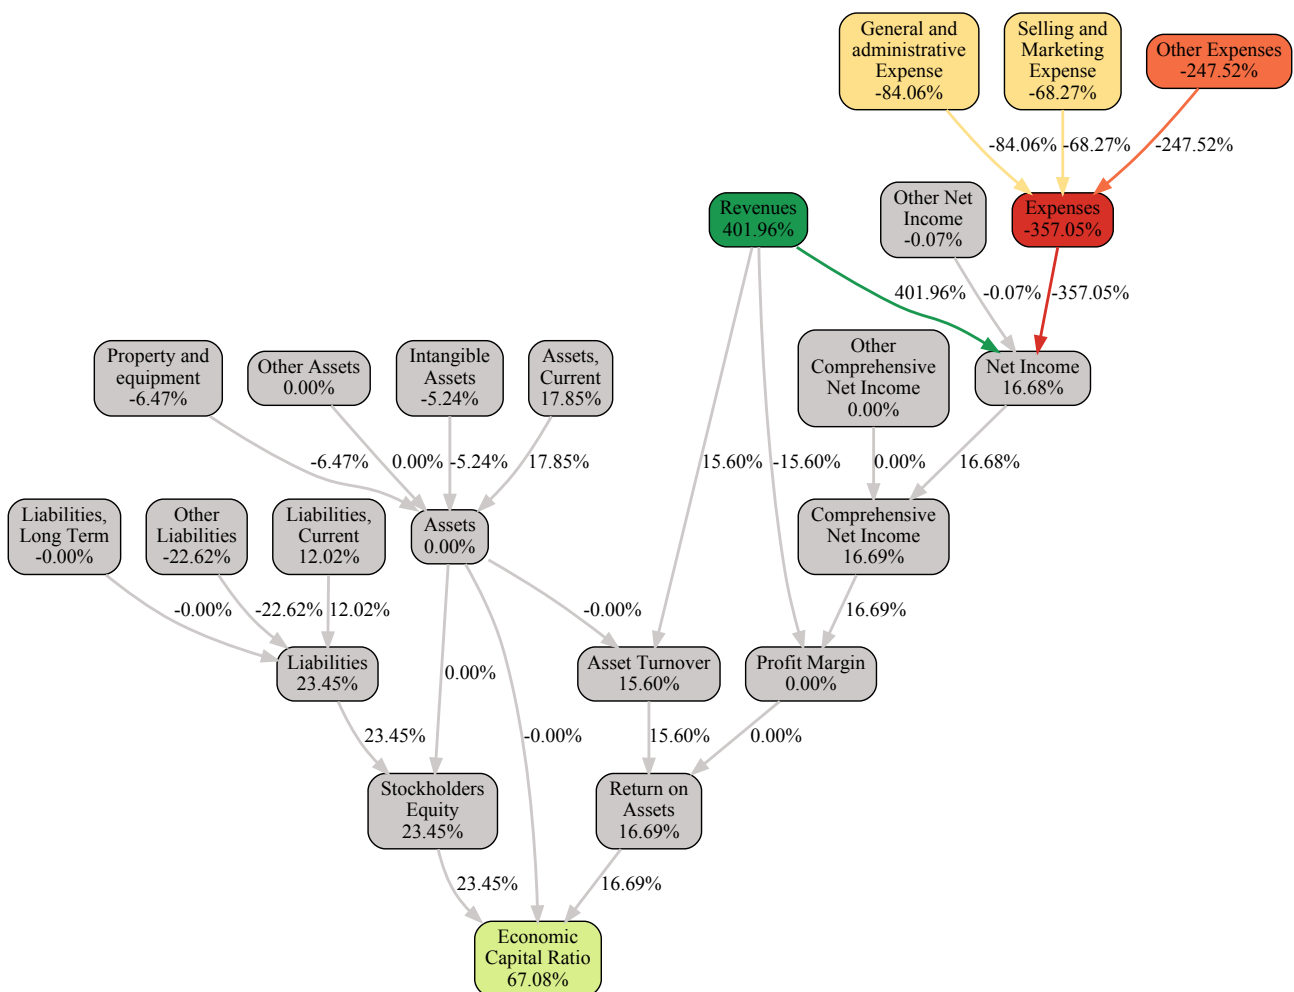 General and
administrative
Expense
-84.06%
Selling and
Marketing
Expense
-68.27%
Other Expenses
-247.52%
-84.06%
-68.27%
-247.52%
Revenues
401.96%
Other Net
Income
-0.07%
Expenses
-357.05%
401.96%
-0.07%
-357.05%
Property and
equipment
-6.47%
Other Assets
0.00%
Intangible
Assets
-5.24%
Assets,
Current
17.85%
Other
Comprehensive
Net Income
0.00%
Net Income
16.68%
-6.47%
0.00%
-5.24%
17.85%
15.60%
-15.60%
0.00%
16.68%
Liabilities,
Long Term
-0.00%
Other
Liabilities
-22.62%
Liabilities,
Current
12.02%
Assets
0.00%
Comprehensive
Net Income
16.69%
-0.00%
-22.62%
12.02%
-0.00%
16.69%
Liabilities
23.45%
0.00%
Asset Turnover
15.60%
Profit Margin
0.00%
23.45%
-0.00%
15.60%
0.00%
Stockholders
Equity
23.45%
Return on
Assets
16.69%
23.45%
16.69%
Economic
Capital Ratio
67.08%